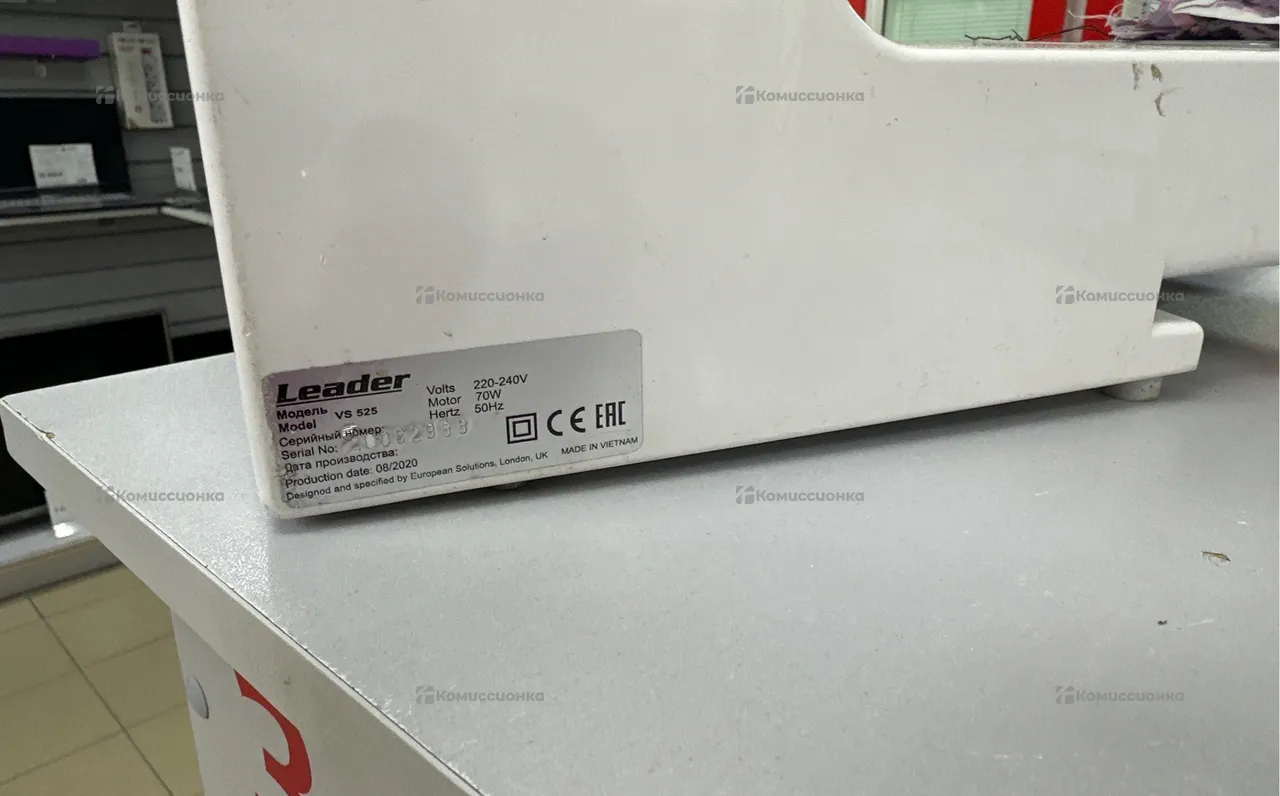 Leader
Модель
Model VS 525
Volts 220-240V
Motor 70W
Hertz 50Hz
Серийный номер:
Serial No:
Дата производства:
Production date: 08/2020
CE EAC
Designod and specified by European Solutions, London, UK
MADE IN VIETNAM
Комиссионка
Комиссионка
Комиссионка
Комиссионка
Комиссионка
Комиссионка
Комиссионка
Комиссионка